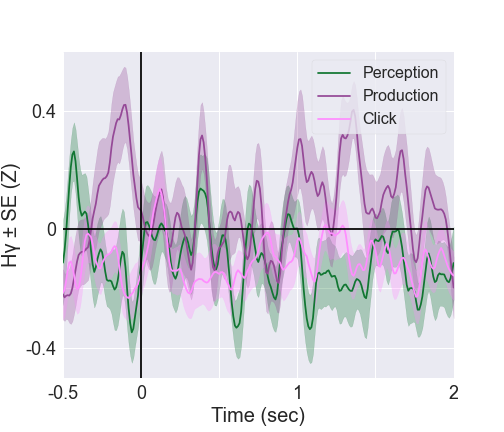 Perception
Production
Click
Hγ ± SE (Z)
0.4
0
-0.4
-0.5 0 1 2
Time (sec)